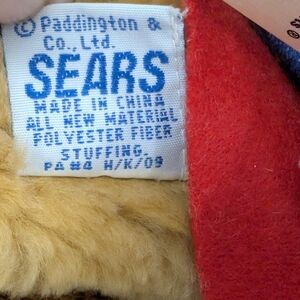 © Paddington &
Co., Ltd.
SEARS
MADE IN CHINA
ALL NEW MATERIAL
POLYESTER FIBER
STUFFING.
PA#4 H/K/09